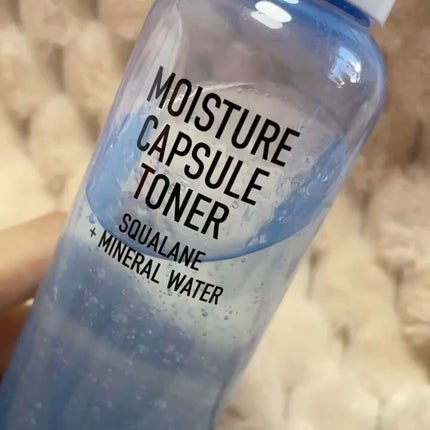 MOISTURE
CAPSULE
TONER
SQUALANE
+ MINERAL WATER